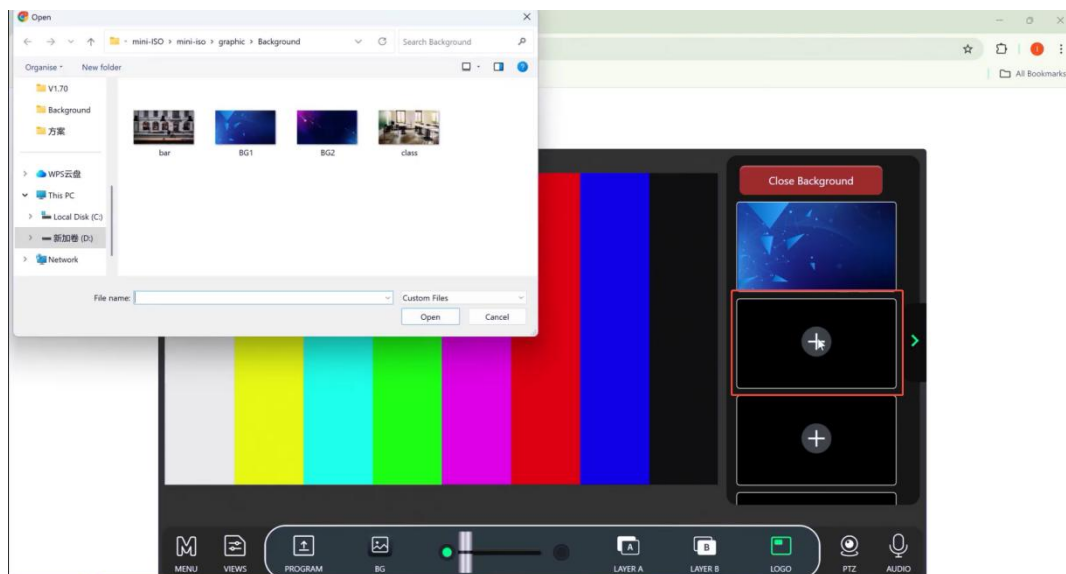 Open
mini-ISO > mini-iso > graphic > Background
Search Background
Organise
New folder
V1.70
Background
方案
WPS云盘
This PC
Local Disk (C:)
新加卷 (D:)
Network
bar
BG1
BG2
class
File name:
Custom Files
Open
Cancel
All Bookmarks
Close Background
MENU
VIEWS
PROGRAM
BG
A
LAYER A
B
LAYER B
LOGO
PTZ
AUDIO